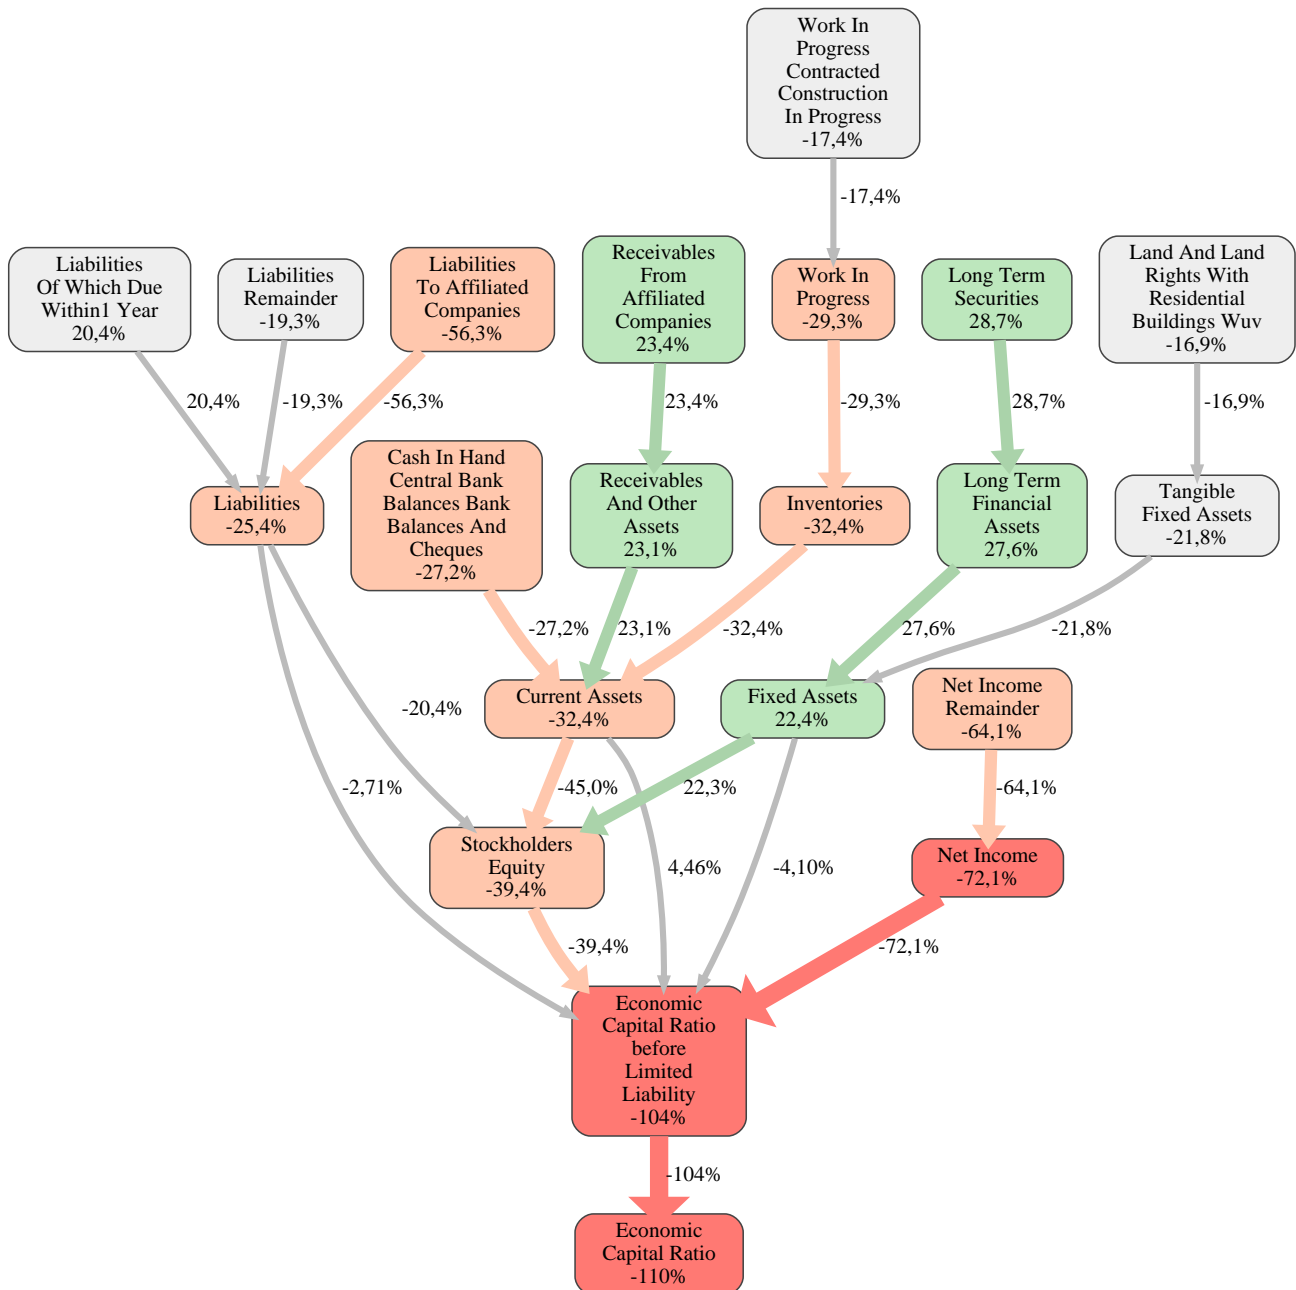 Work In
Progress
Contracted
Construction
In Progress
-17,4%
-17,4%
Liabilities
Of Which Due
Within1 Year
20,4%
Liabilities
Remainder
-19,3%
Liabilities
To Affiliated
Companies
-56,3%
Receivables
From
Affiliated
Companies
23,4%
Work In
Progress
-29,3%
Long Term
Securities
28,7%
Land And Land
Rights With
Residential
Buildings Wuv
-16,9%
20,4%
-19,3%
-56,3%
23,4%
-29,3%
28,7%
-16,9%
Liabilities
-25,4%
Cash In Hand
Central Bank
Balances Bank
Balances And
Cheques
-27,2%
Receivables
And Other
Assets
23,1%
Inventories
-32,4%
Long Term
Financial
Assets
27,6%
Tangible
Fixed Assets
-21,8%
-27,2%
23,1%
-32,4%
27,6%
-21,8%
Current Assets
-32,4%
Fixed Assets
22,4%
Net Income
Remainder
-64,1%
-20,4%
-2,71%
-45,0%
22,3%
-64,1%
Stockholders
Equity
-39,4%
4,46%
-4,10%
Net Income
-72,1%
-39,4%
-72,1%
Economic
Capital Ratio
before
Limited
Liability
-104%
-104%
Economic
Capital Ratio
-110%